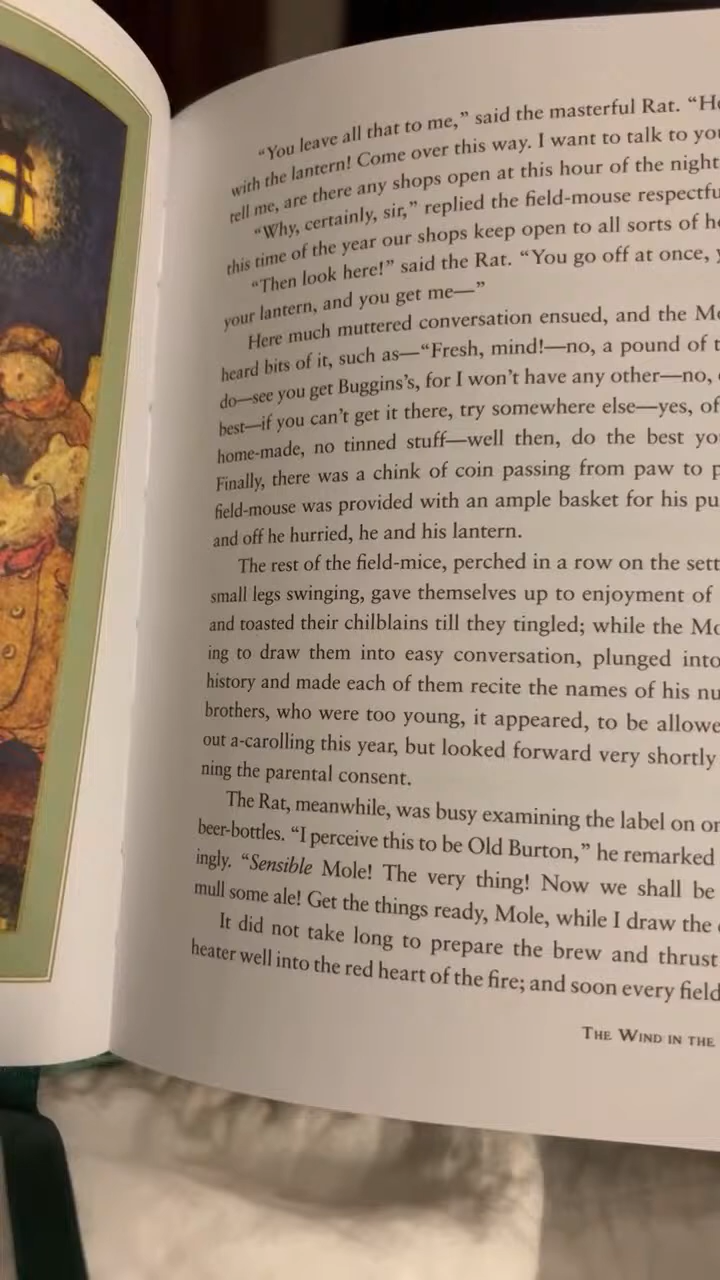 “You leave all that to me,” said the masterful Rat. “He
with the lantern! Come over this way. I want to talk to you
tell me, are there any shops open at this hour of the night
“Why, certainly, sir,” replied the field-mouse respectfu
this time of the year our shops keep open to all sorts of ho
“Then look here!” said the Rat. “You go off at once, y
your lantern, and you get me—”
Here much muttered conversation ensued, and the Mo
heard bits of it, such as—“Fresh, mind!—no, a pound of t
do—see you get Buggins’s, for I won’t have any other—no,
best—if you can’t get it there, try somewhere else—yes, of
home-made, no tinned stuff—well then, do the best yo
Finally, there was a chink of coin passing from paw to p
field-mouse was provided with an ample basket for his pu
and off he hurried, he and his lantern.
The rest of the field-mice, perched in a row on the sett
small legs swinging, gave themselves up to enjoyment of
and toasted their chilblains till they tingled; while the Mo
ing to draw them into easy conversation, plunged into
history and made each of them recite the names of his nu
brothers, who were too young, it appeared, to be allowe
out a-carolling this year, but looked forward very shortly
ning the parental consent.
The Rat, meanwhile, was busy examining the label on on
beer-bottles. “I perceive this to be Old Burton,” he remarked
ingly. “Sensible Mole! The very thing! Now we shall be
mull some ale! Get the things ready, Mole, while I draw the
It did not take long to prepare the brew and thrust
heater well into the red heart of the fire; and soon every field
The Wind in the